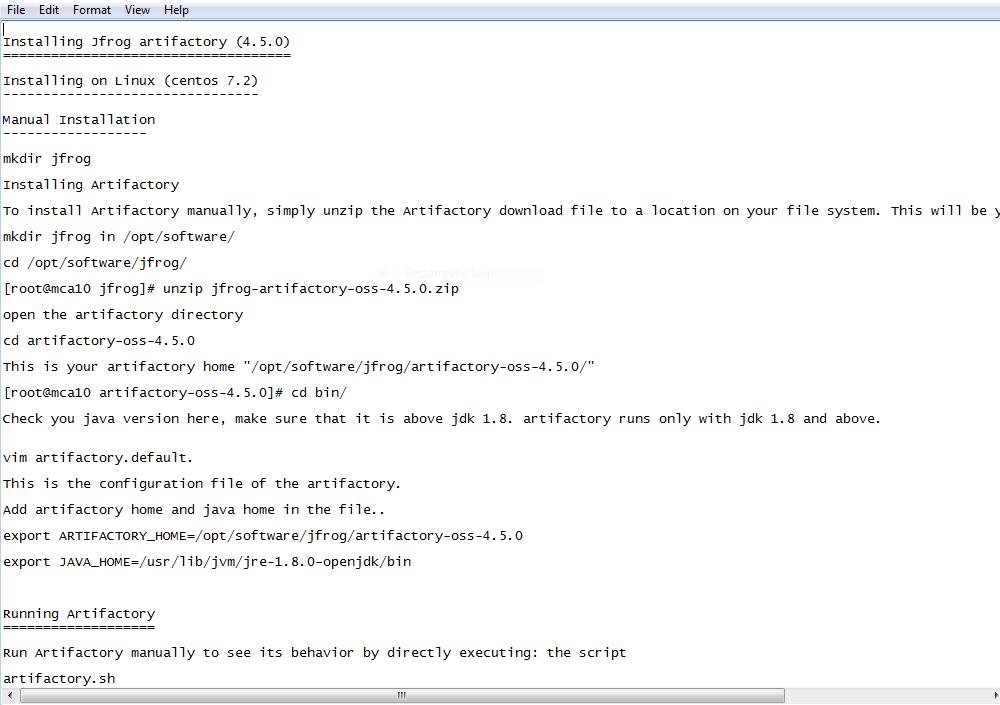 File Edit Format View Help
Installing Jfrog artifactory (4.5.0)
====================================
Installing on Linux (centos 7.2)
--------------------------------
Manual Installation
------------------
mkdir jfrog
Installing Artifactory
To install Artifactory manually, simply unzip the Artifactory download file to a location on your file system. This will be
mkdir jfrog in /opt/software/
cd /opt/software/jfrog/
Rectangular Snip
[root@mca10 jfrog]# unzip jfrog-artifactory-oss-4.5.0.zip
open the artifactory directory
cd artifactory-oss-4.5.0
This is your artifactory home "/opt/software/jfrog/artifactory-oss-4.5.0/"
[root@mca10 artifactory-oss-4.5.0]# cd bin/
Check you java version here, make sure that it is above jdk 1.8. artifactory runs only with jdk 1.8 and above.
vim artifactory.default.
This is the configuration file of the artifactory.
Add artifactory home and java home in the file..
export ARTIFACTORY_HOME=/opt/software/jfrog/artifactory-oss-4.5.0
export JAVA_HOME=/usr/lib/jvm/jre-1.8.0-openjdk/bin
Running Artifactory
===================
Run Artifactory manually to see its behavior by directly executing: the script
artifactory.sh